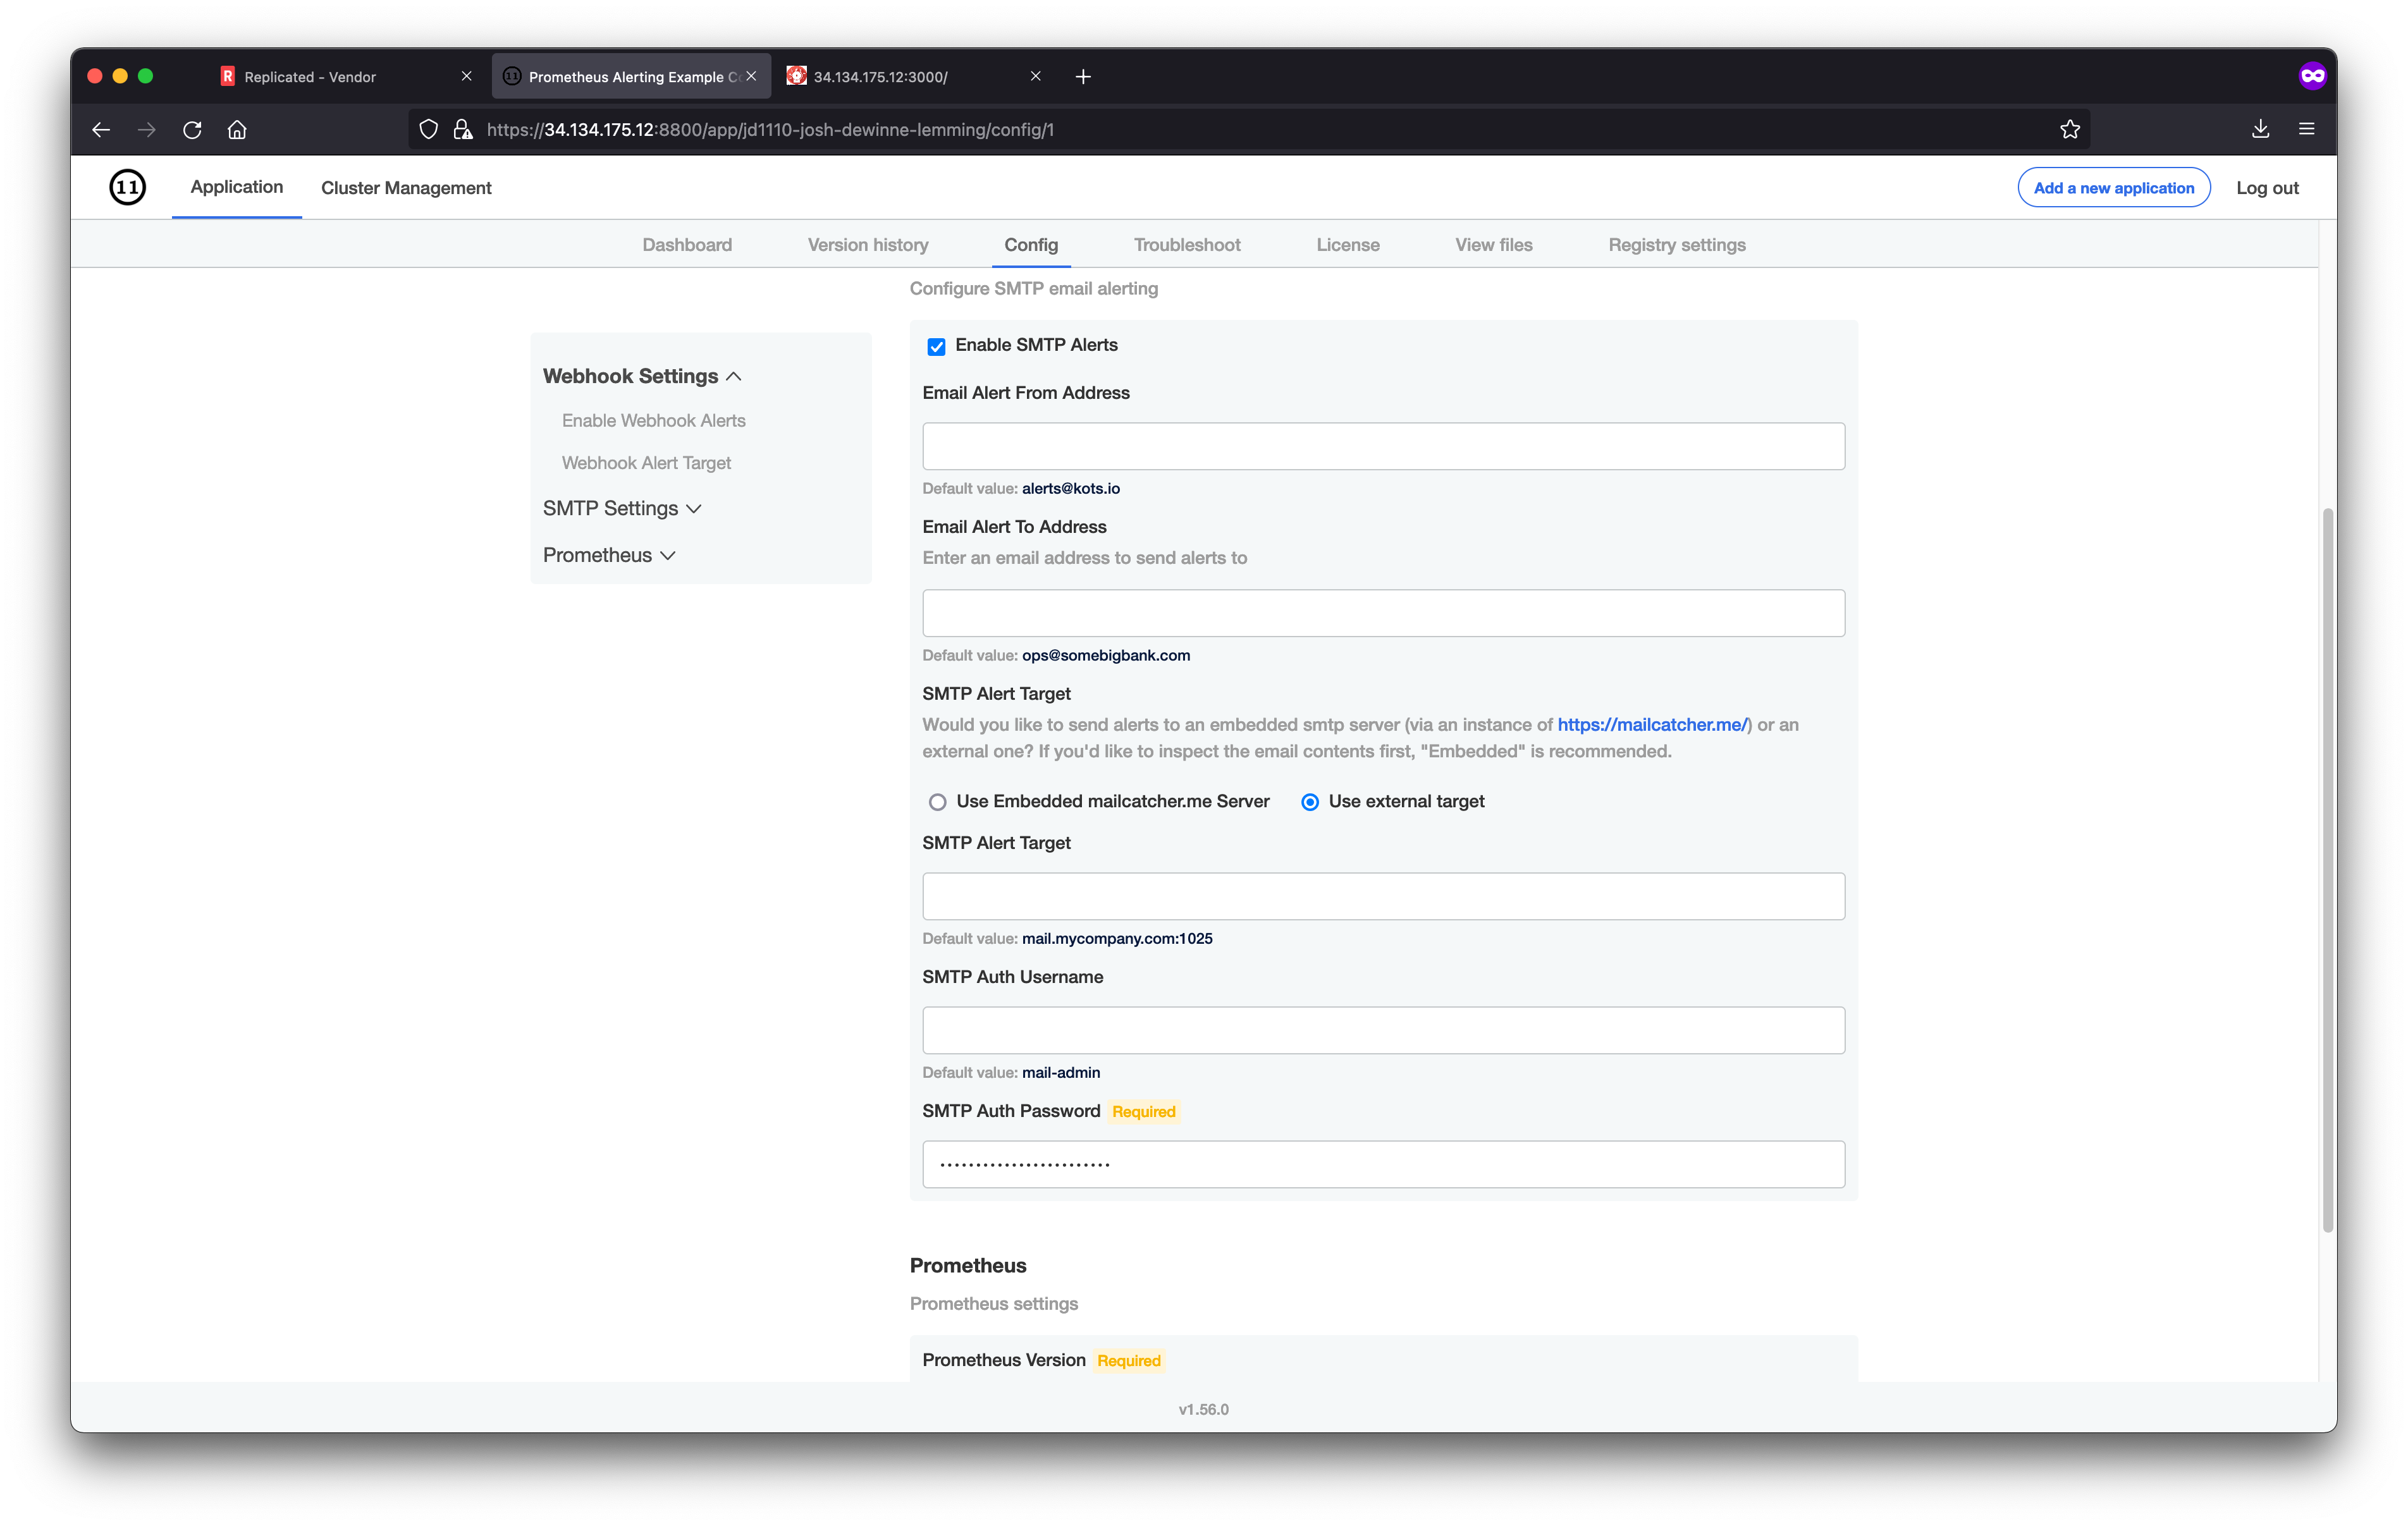 Replicated - Vendor
Prometheus Alerting Example C
34.134.175.12:3000/
https://34.134.175.12:8800/app/jd1110-josh-dewinne-lemming/config/1
11
Application
Cluster Management
Add a new application
Log out
Dashboard
Version history
Config
Troubleshoot
License
View files
Registry settings
Webhook Settings
Enable Webhook Alerts
Webhook Alert Target
SMTP Settings
Prometheus
Configure SMTP email alerting
Enable SMTP Alerts
Email Alert From Address
Default value: alerts@kots.io
Email Alert To Address
Enter an email address to send alerts to
Default value: ops@somebigbank.com
SMTP Alert Target
Would you like to send alerts to an embedded smtp server (via an instance of https://mailcatcher.me/) or an
external one? If you'd like to inspect the email contents first, "Embedded" is recommended.
Use Embedded mailcatcher.me Server
Use external target
SMTP Alert Target
Default value: mail.mycompany.com:1025
SMTP Auth Username
Default value: mail-admin
SMTP Auth Password Required
Prometheus
Prometheus settings
Prometheus Version Required
v1.56.0